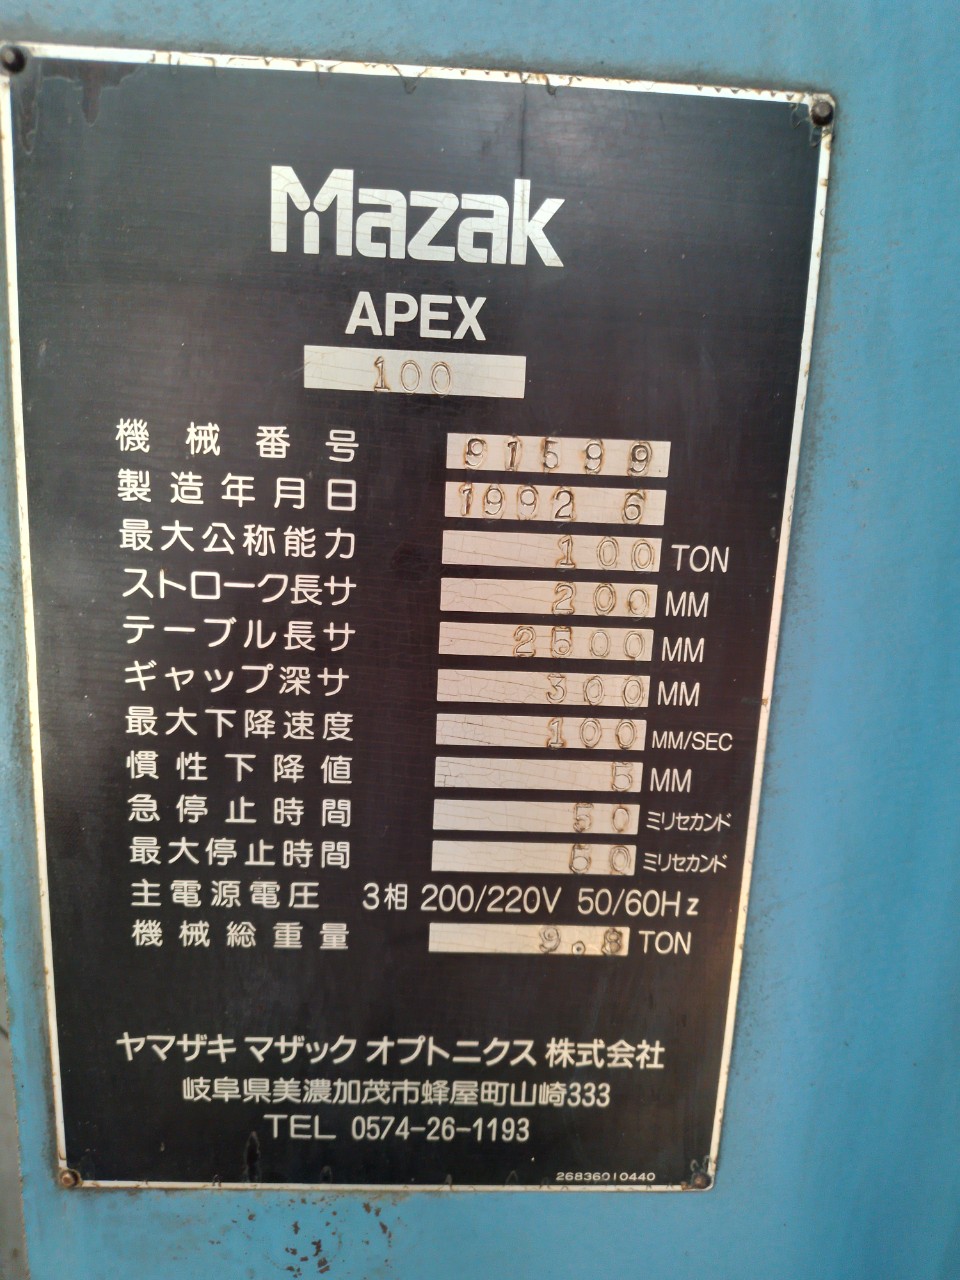 Mazak
APEX
100
機械番号 91599
製造年月日 1992 6
最大公称能力 100 TON
ストローク長サ 200 MM
テーブル長サ 2500 MM
ギャップ深サ 300 MM
最大下降速度 100 MM/SEC
慣性下降値 5 MM
急停止時間 50 ミリセカンド
最大停止時間 50 ミリセカンド
主電源電圧 3相 200/220V 50/60Hz
機械総重量 9.8 TON
ヤマザキ マザック オプトニクス 株式会社
岐阜県美濃加茂市蜂屋町山崎333
TEL 0574-26-1193
26836010440